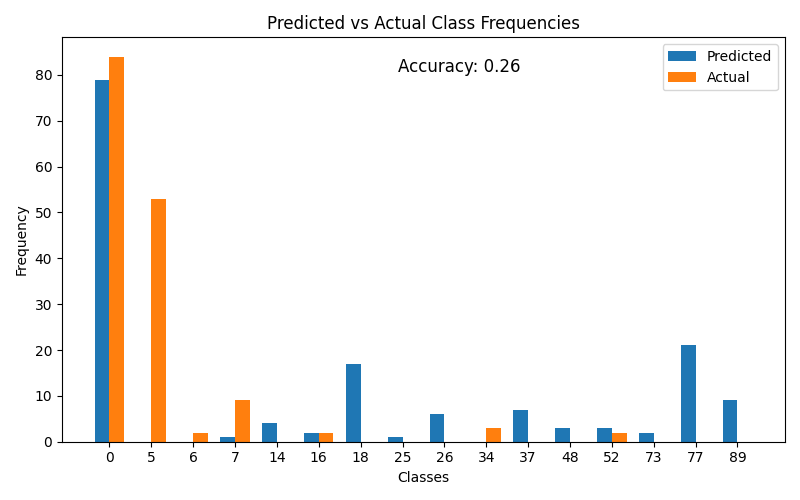 Predicted vs Actual Class Frequencies
Accuracy: 0.26
Predicted
Actual
Frequency
80
70
60
50
40
30
20
10
0
0 5 6 7 14 16 18 25 26 34 37 48 52 73 77 89
Classes